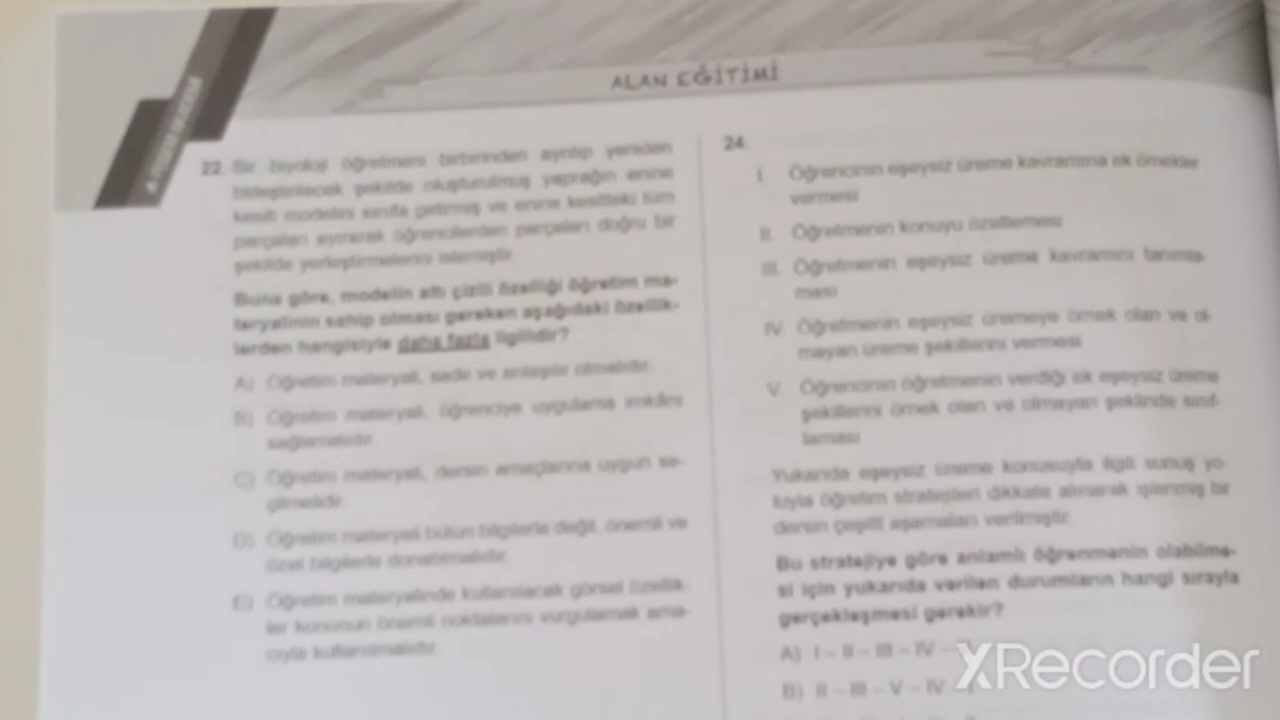 ALAN EĞİTİMİ
22. Bir biyoloji öğretmeni birbirinden ayrılıp yeniden
birleştirilecek şekilde oluşturulmuş yaprağın enine
kesiti modelini sınıfa getirmiş ve enine kesitteki tüm
parçaları ayırarak öğrencilerden parçaları doğru bir
şekilde yerleştirmelerini istemiştir.
Buna göre, modelin altı çizili özelliği öğretim ma-
teryalinin sahip olması gereken aşağıdaki özellik-
lerden hangisiyle daha fazla ilgilidir?
A) Öğretim materyali, sade ve anlaşılır olmalıdır.
B) Öğretim materyali, öğrenciye uygulama imkânı
sağlamalıdır.
C) Öğretim materyali, dersin amaçlarına uygun se-
çilmelidir.
D) Öğretim materyali bütün bilgilerle değil, önemli ve
özel bilgilerle donatılmalıdır.
E) Öğretim materyalinde kullanılacak görsel özellik-
ler konusun önemli noktalarını vurgulamak ama-
cıyla kullanılmalıdır.
24.
I. Öğrencinin eşeysiz üreme kavramına ek örnekler
vermesi
II. Öğretmenin konuyu özetlemesi
III. Öğretmenin eşeysiz üreme kavramını tanımla-
ması
IV. Öğretmenin eşeysiz üremeye örnek olan ve ol-
mayan üreme şekillerini vermesi
V. Öğrencinin öğretmenin verdiği ek eşeysiz üreme
şekillerini örnek olan ve olmayan şeklinde sınıf-
laması
Yukarıda eşeysiz üreme konusuyla ilgili sunuş yo-
luyla öğretim stratejileri dikkate alınarak işlenmiş bir
dersin çeşitli aşamaları verilmiştir.
Bu stratejiye göre anlamlı öğrenmenin olabilme-
si için yukarıda verilen durumların hangi sırayla
gerçekleşmesi gerekir?
A) I – II – III – IV –
B) II – III – V – IV –
XRecorder